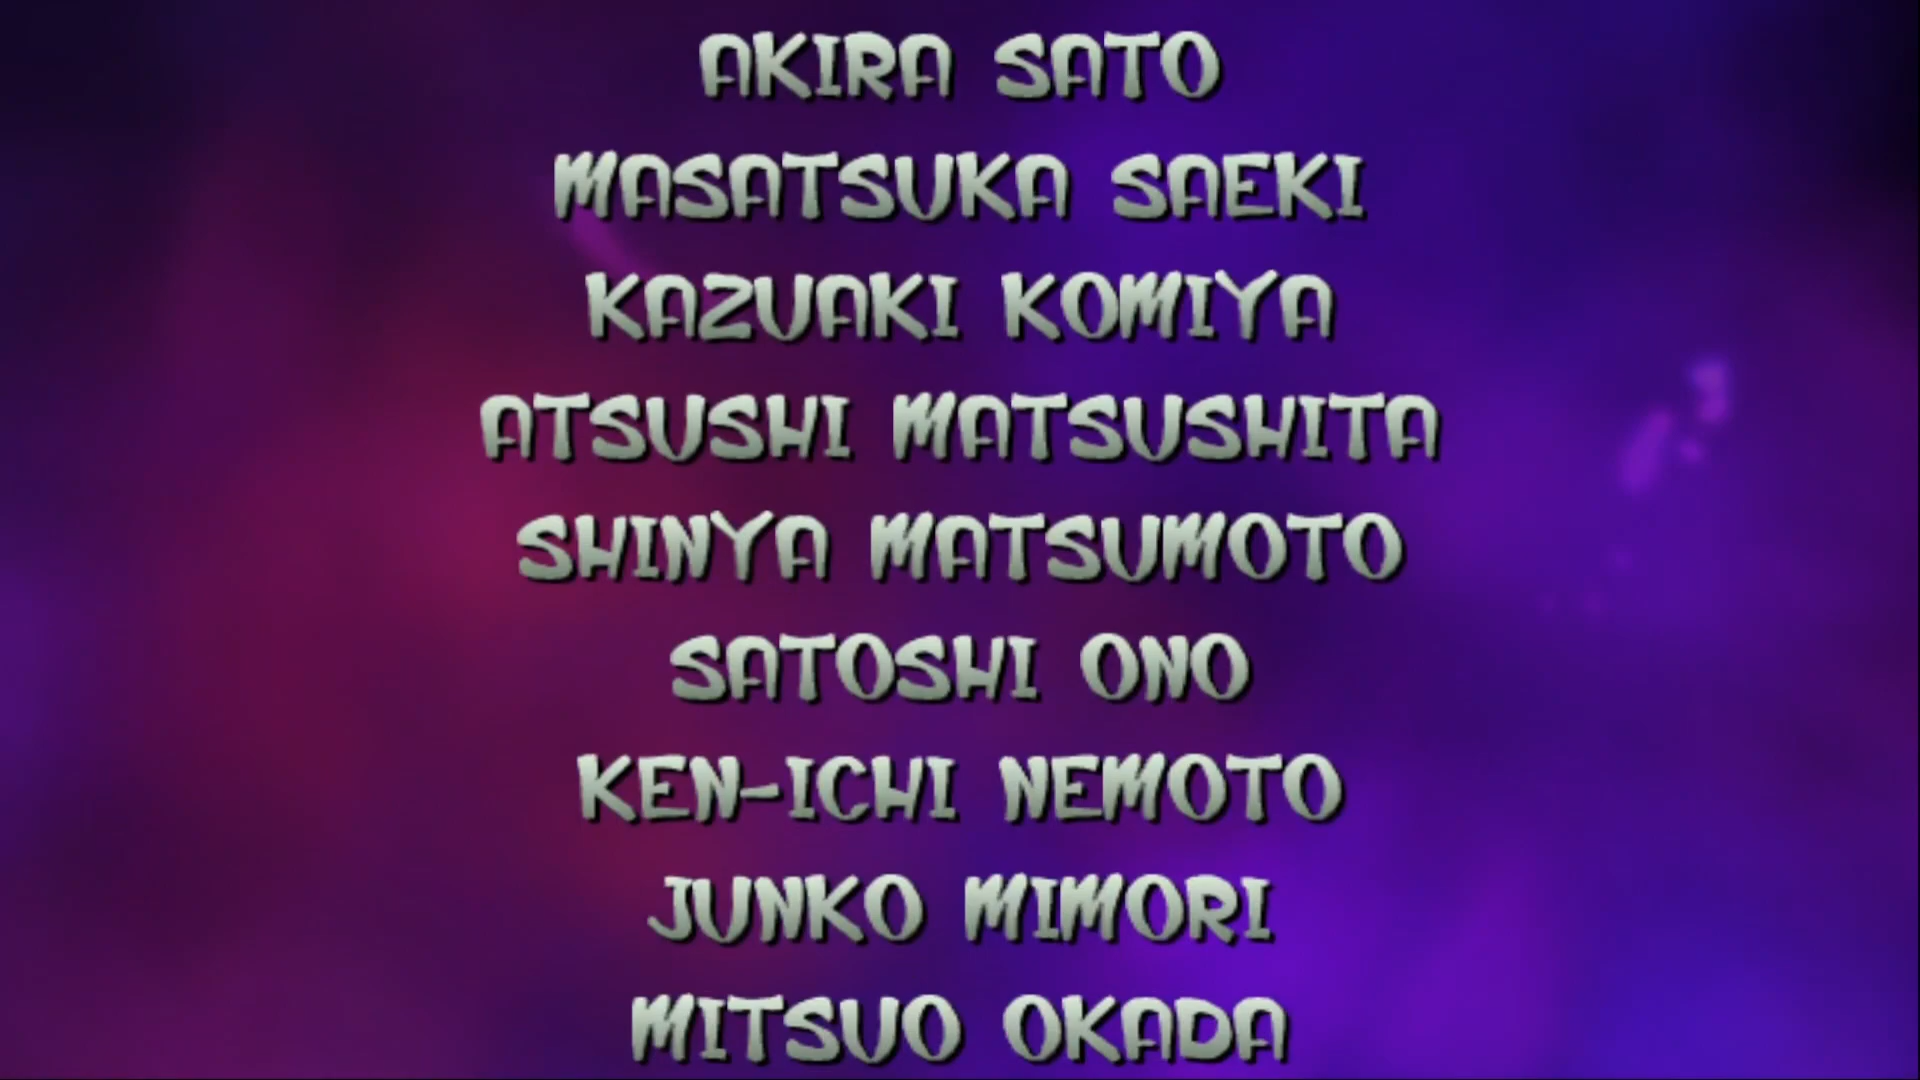 AKIRA SATO
MASATSUKA SAEKI
KAZUAKI KOMIYA
ATSUSHI MATSUSHITA
SHINYA MATSUMOTO
SATOSHI ONO
KEN-ICHI NEMOTO
JUNKO MIMORI
MITSUO OKADA